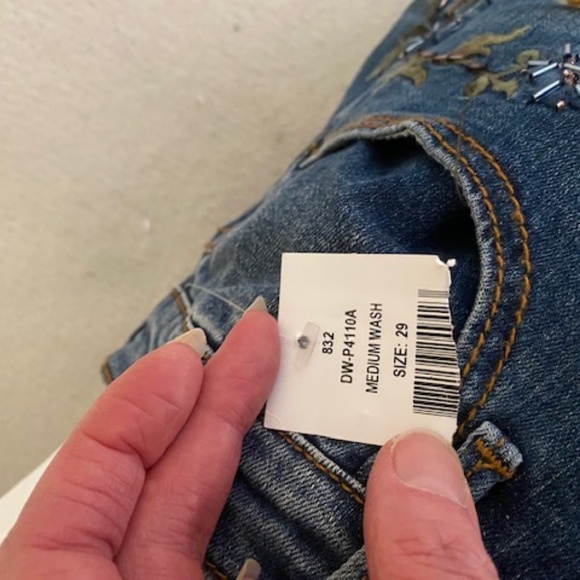 832
DW-P4110A
MEDIUM WASH
SIZE: 29